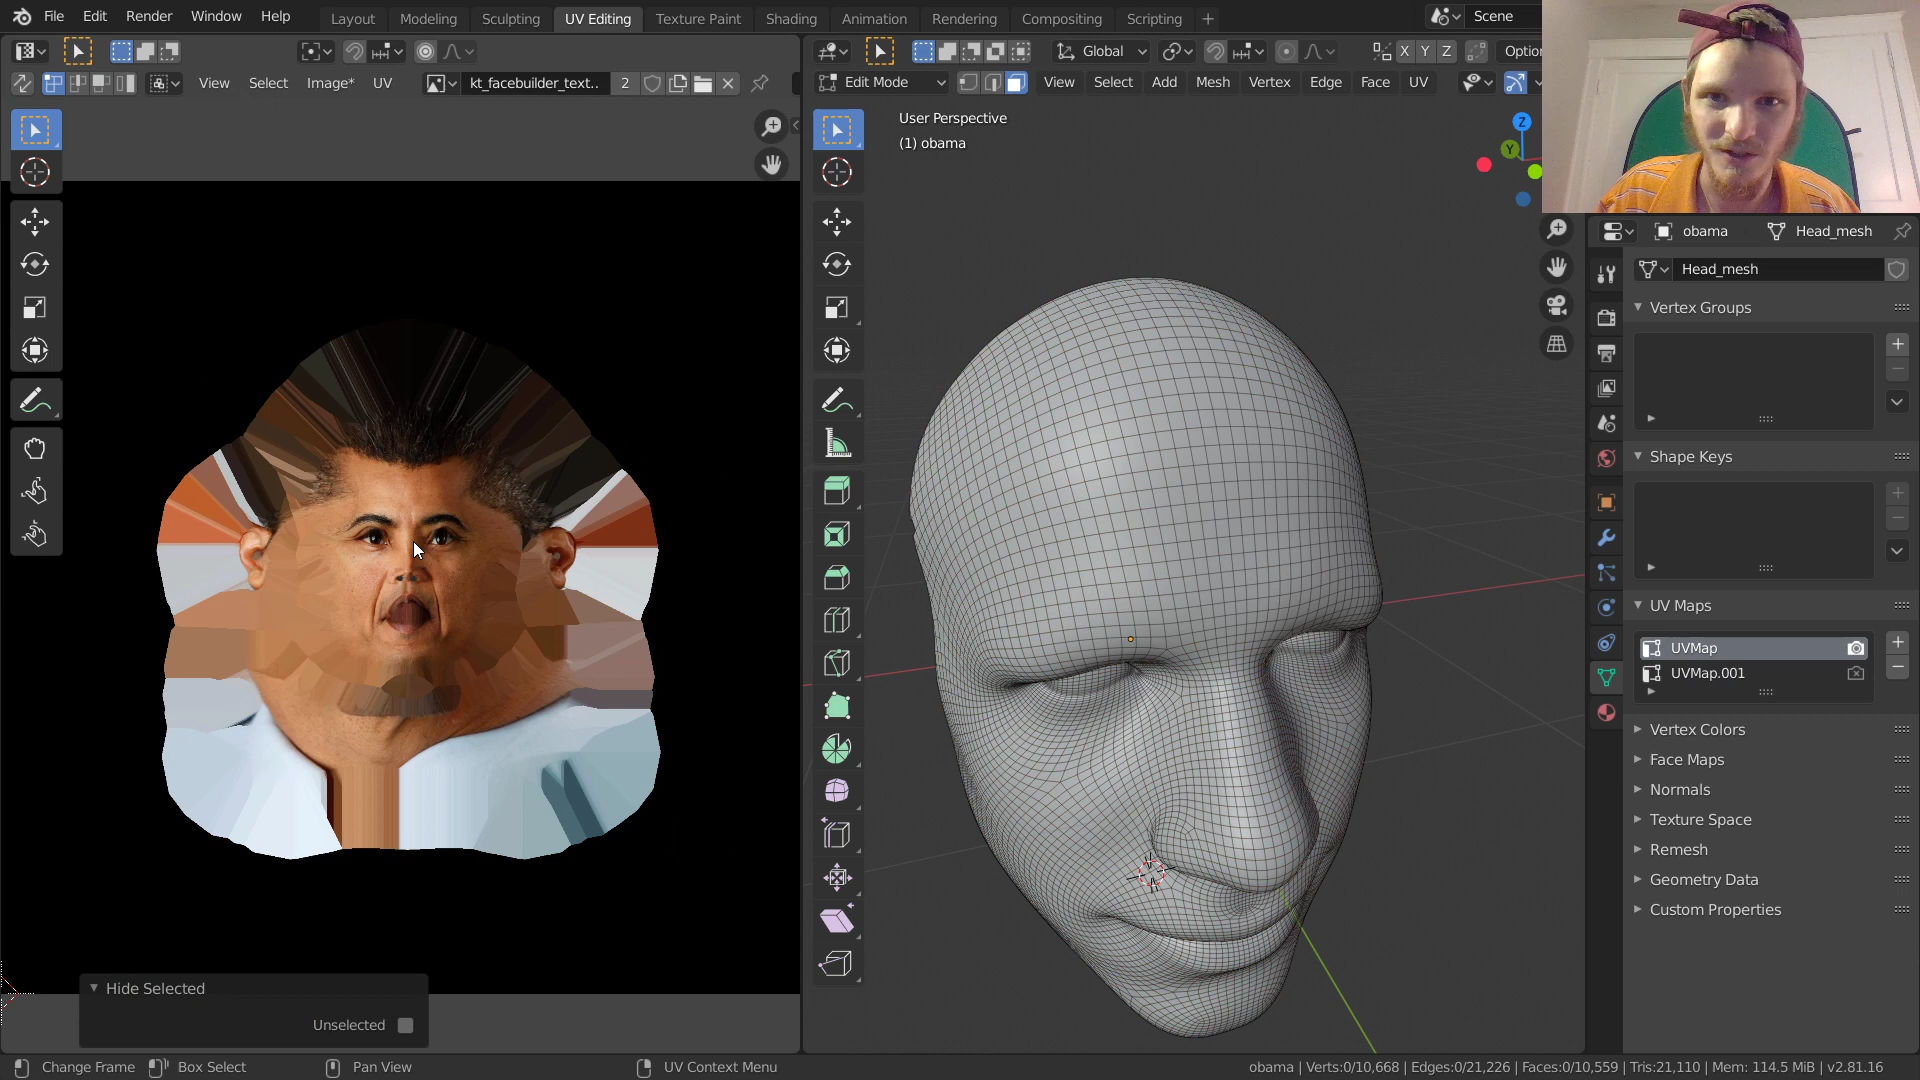 File Edit Render Window Help Layout Modeling Sculpting UV Editing Texture Paint Shading Animation Rendering Compositing Scripting + Scene
View Select Image* UV kt_facebuilder_text.. 2
Global X Y Z Optio
Edit Mode View Select Add Mesh Vertex Edge Face UV
User Perspective
(1) obama
Z
Y
obama Head_mesh
Head_mesh
Vertex Groups
Shape Keys
UV Maps
UVMap
UVMap.001
Vertex Colors
Face Maps
Normals
Texture Space
Remesh
Geometry Data
Custom Properties
Hide Selected
Unselected
Change Frame Box Select Pan View UV Context Menu obama | Verts:0/10,668 | Edges:0/21,226 | Faces:0/10,559 | Tris:21,110 | Mem: 114.5 MiB | v2.81.16